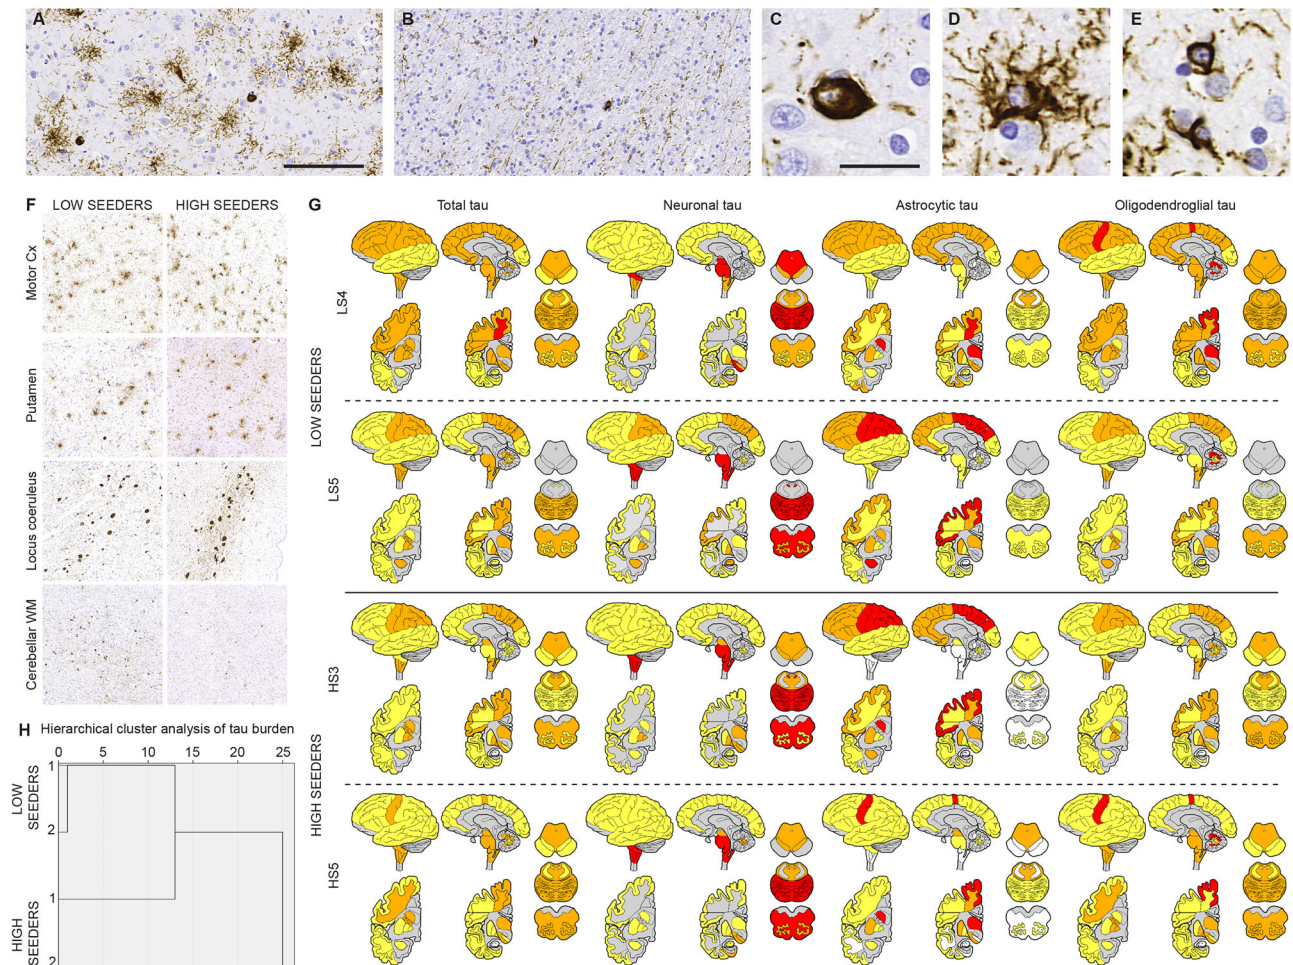 A
B
C
D
E
F
LOW SEEDERS
HIGH SEEDERS
Motor Cx
Putamen
Locus coeruleus
Cerebellar WM
G
Total tau
Neuronal tau
Astrocytic tau
Oligodendroglial tau
LOW SEEDERS
LS4
LS5
HIGH SEEDERS
HS3
HS5
H
Hierarchical cluster analysis of tau burden
0 5 10 15 20 25
LOW
SEEDERS
1
2
HIGH
SEEDERS
1
2